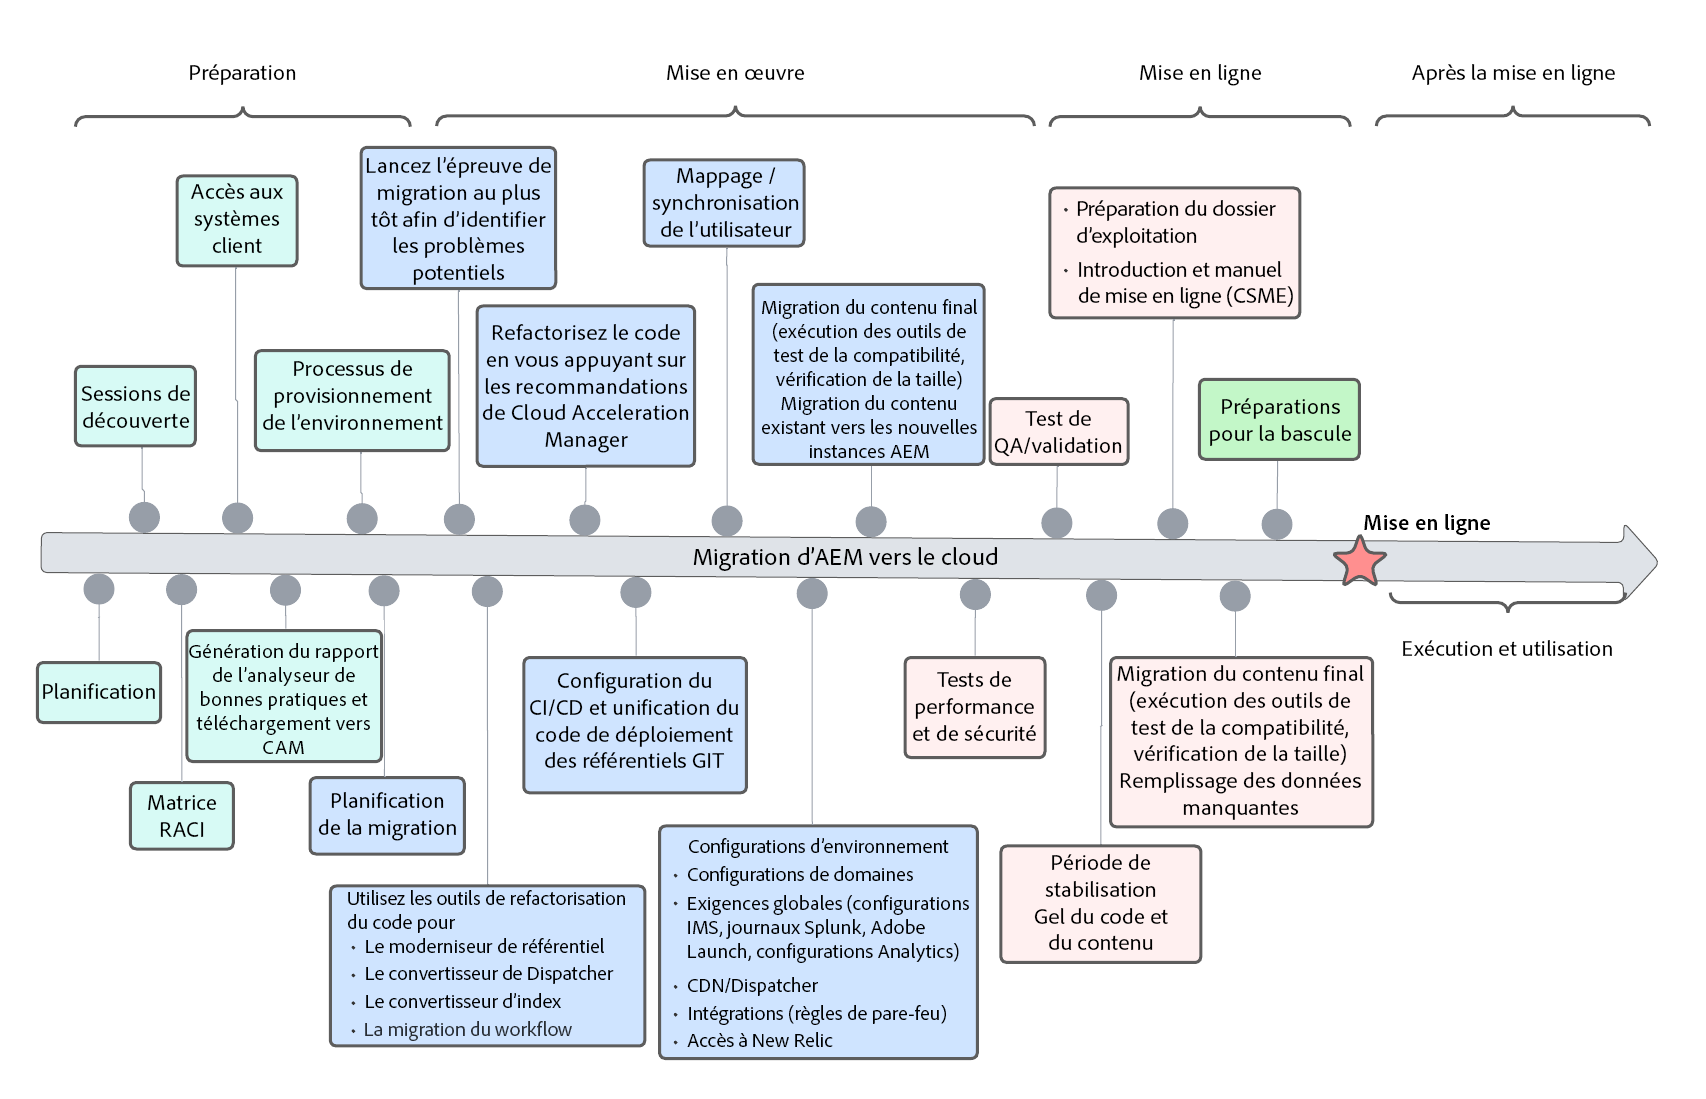 Préparation
Mise en œuvre
Mise en ligne
Après la mise en ligne
Accès aux
systèmes
client
Lancez l’épreuve de
migration au plus
tôt afin d’identifier
les problèmes
potentiels
Mappage /
synchronisation
de l’utilisateur
• Préparation du dossier
d’exploitation
• Introduction et manuel
de mise en ligne (CSME)
Sessions de
découverte
Processus de
provisionnement
de l’environnement
Refactorisez le code
en vous appuyant sur
les recommandations
de Cloud Acceleration
Manager
Migration du contenu final
(exécution des outils de
test de la compatibilité,
vérification de la taille)
Migration du contenu
existant vers les nouvelles
instances AEM
Test de
QA/validation
Préparations
pour la bascule
Mise en ligne
Migration d’AEM vers le cloud
Exécution et utilisation
Planification
Matrice
RACI
Génération du rapport
de l’analyseur de
bonnes pratiques et
téléchargement vers
CAM
Planification
de la migration
Utilisez les outils de refactorisation
du code pour
• Le moderniseur de référentiel
• Le convertisseur de Dispatcher
• Le convertisseur d’index
• La migration du workflow
Configuration du
CI/CD et unification du
code de déploiement
des référentiels GIT
Configurations d’environnement
• Configurations de domaines
• Exigences globales (configurations
IMS, journaux Splunk, Adobe
Launch, configurations Analytics)
• CDN/Dispatcher
• Intégrations (règles de pare-feu)
• Accès à New Relic
Tests de
performance
et de sécurité
Période de
stabilisation
Gel du code et
du contenu
Migration du contenu final
(exécution des outils de
test de la compatibilité,
vérification de la taille)
Remplissage des données
manquantes